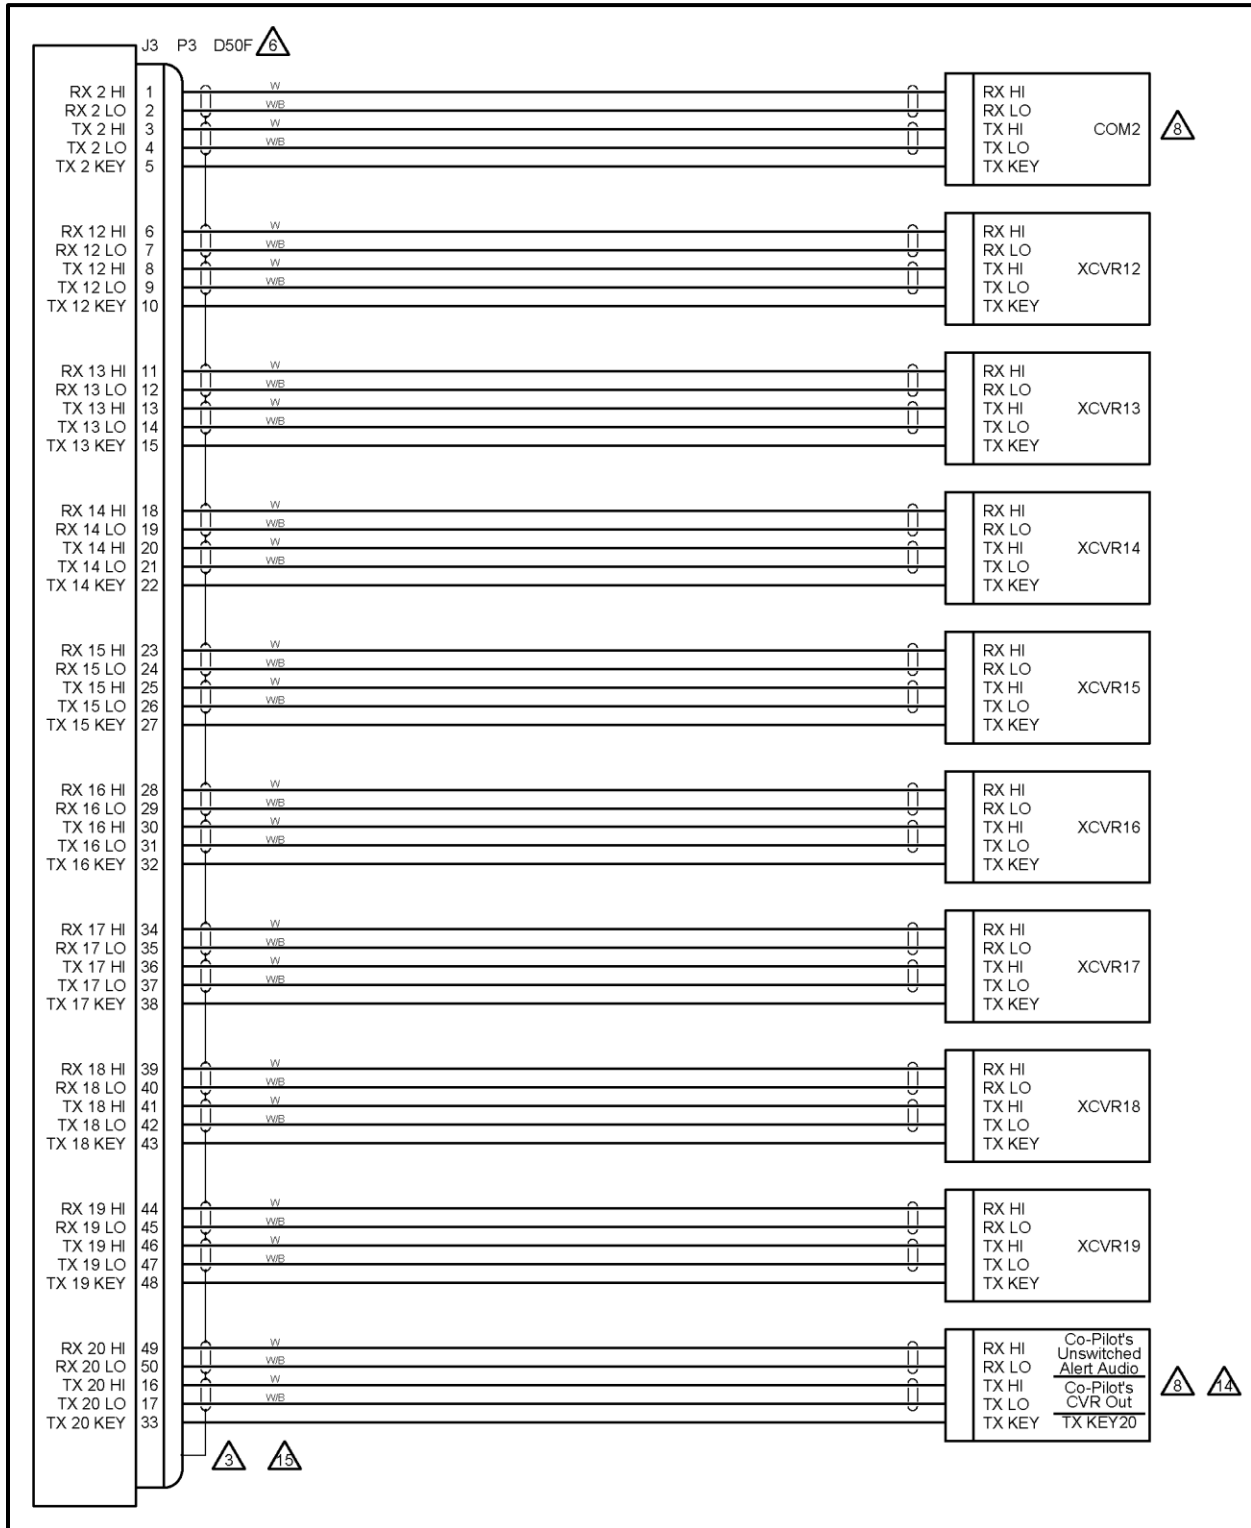 J3 P3 D50F 6
RX 2 HI 1 W RX HI
RX 2 LO 2 W/B RX LO
TX 2 HI 3 W TX HI COM2 8
TX 2 LO 4 W/B TX LO
TX 2 KEY 5 TX KEY
RX 12 HI 6 W RX HI
RX 12 LO 7 W/B RX LO
TX 12 HI 8 W TX HI XCVR12
TX 12 LO 9 W/B TX LO
TX 12 KEY 10 TX KEY
RX 13 HI 11 W RX HI
RX 13 LO 12 W/B RX LO
TX 13 HI 13 W TX HI XCVR13
TX 13 LO 14 W/B TX LO
TX 13 KEY 15 TX KEY
RX 14 HI 18 W RX HI
RX 14 LO 19 W/B RX LO
TX 14 HI 20 W TX HI XCVR14
TX 14 LO 21 W/B TX LO
TX 14 KEY 22 TX KEY
RX 15 HI 23 W RX HI
RX 15 LO 24 W/B RX LO
TX 15 HI 25 W TX HI XCVR15
TX 15 LO 26 W/B TX LO
TX 15 KEY 27 TX KEY
RX 16 HI 28 W RX HI
RX 16 LO 29 W/B RX LO
TX 16 HI 30 W TX HI XCVR16
TX 16 LO 31 W/B TX LO
TX 16 KEY 32 TX KEY
RX 17 HI 34 W RX HI
RX 17 LO 35 W/B RX LO
TX 17 HI 36 W TX HI XCVR17
TX 17 LO 37 W/B TX LO
TX 17 KEY 38 TX KEY
RX 18 HI 39 W RX HI
RX 18 LO 40 W/B RX LO
TX 18 HI 41 W TX HI XCVR18
TX 18 LO 42 W/B TX LO
TX 18 KEY 43 TX KEY
RX 19 HI 44 W RX HI
RX 19 LO 45 W/B RX LO
TX 19 HI 46 W TX HI XCVR19
TX 19 LO 47 W/B TX LO
TX 19 KEY 48 TX KEY
RX 20 HI 49 W RX HI Co-Pilot's
Unswitched
RX 20 LO 50 W/B RX LO Alert Audio
TX 20 HI 16 W TX HI Co-Pilot's 8 14
TX 20 LO 17 W/B TX LO CVR Out
TX 20 KEY 33 TX KEY TX KEY20
3 15